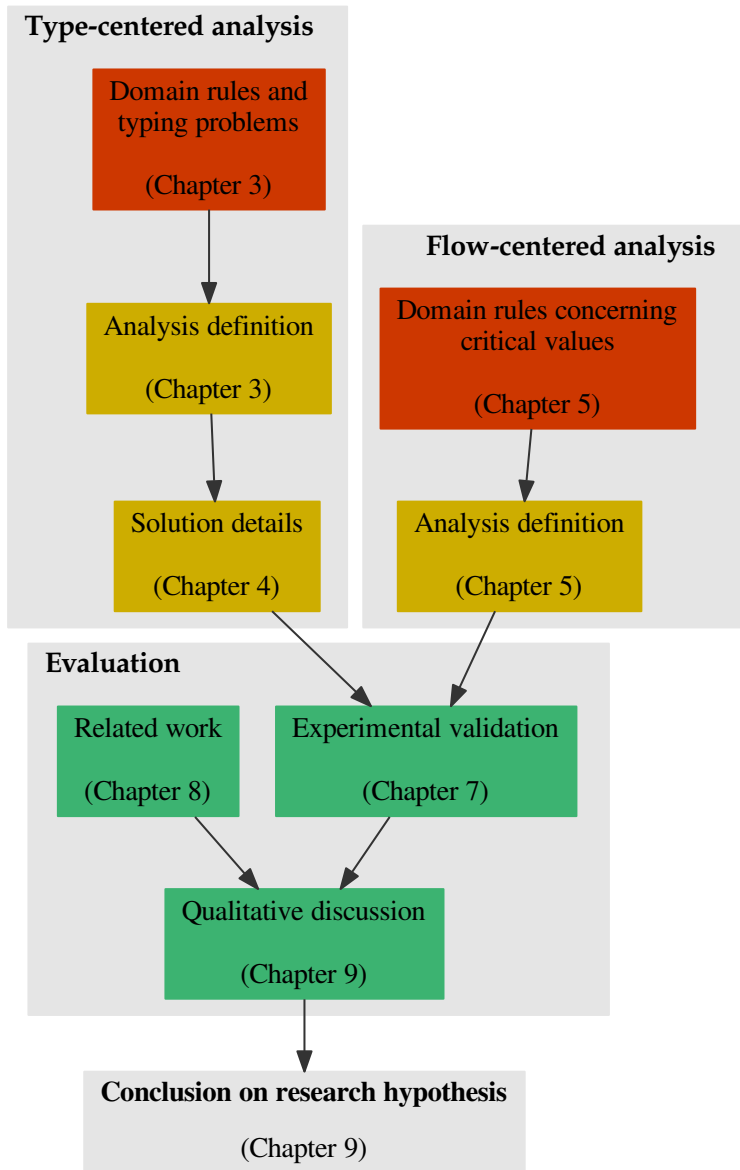 Type-centered analysis
Domain rules and
typing problems
(Chapter 3)
Analysis definition
(Chapter 3)
Solution details
(Chapter 4)
Flow-centered analysis
Domain rules concerning
critical values
(Chapter 5)
Analysis definition
(Chapter 5)
Evaluation
Related work
(Chapter 8)
Experimental validation
(Chapter 7)
Qualitative discussion
(Chapter 9)
Conclusion on research hypothesis
(Chapter 9)